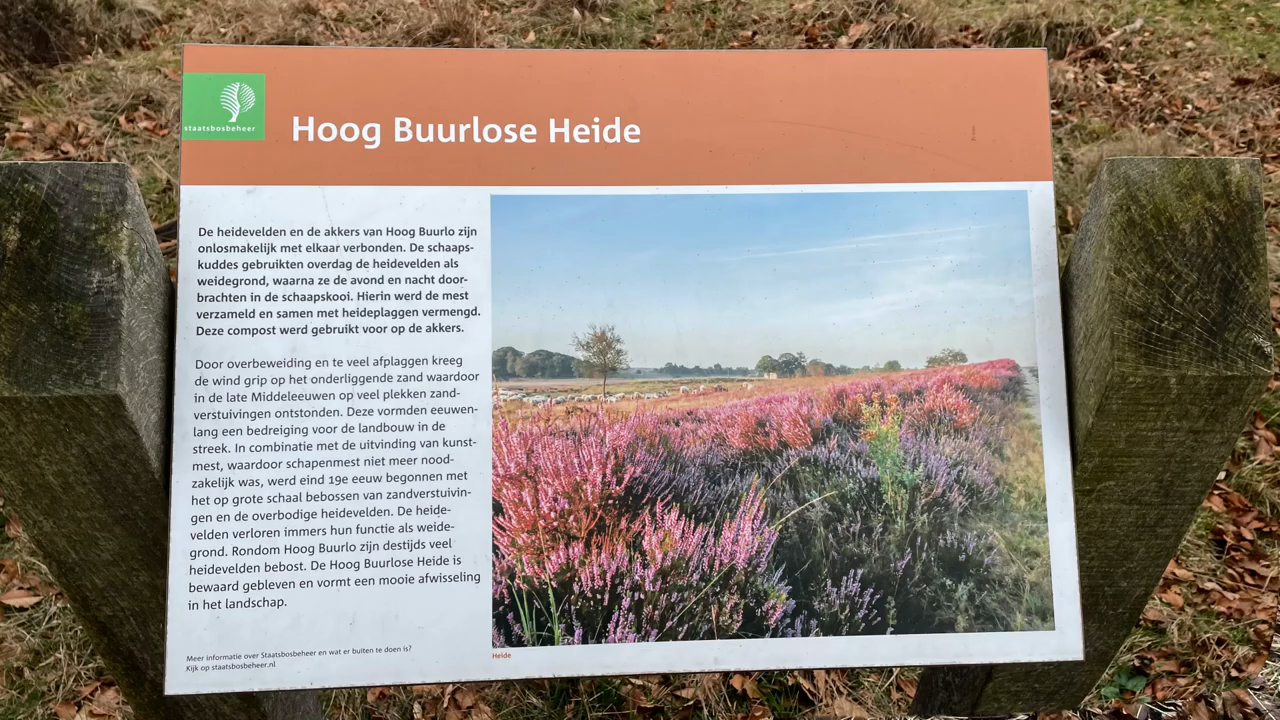 staatsbosbeheer
Hoog Buurlose Heide
De heidevelden en de akkers van Hoog Buurlo zijn
onlosmakelijk met elkaar verbonden. De schaaps-
kuddes gebruikten overdag de heidevelden als
weidegrond, waarna ze de avond en nacht door-
brachten in de schaapskooi. Hierin werd de mest
verzameld en samen met heideplaggen vermengd.
Deze compost werd gebruikt voor op de akkers.
Door overbeweiding en te veel afplaggen kreeg
de wind grip op het onderliggende zand waardoor
in de late Middeleeuwen op veel plekken zand-
verstuivingen ontstonden. Deze vormden eeuwen-
lang een bedreiging voor de landbouw in de
streek. In combinatie met de uitvinding van kunst-
mest, waardoor schapenmest niet meer nood-
zakelijk was, werd eind 19e eeuw begonnen met
het op grote schaal bebossen van zandverstuivin-
gen en de overbodige heidevelden. De heide-
velden verloren immers hun functie als weide-
grond. Rondom Hoog Buurlo zijn destijds veel
heidevelden bebost. De Hoog Buurlose Heide is
bewaard gebleven en vormt een mooie afwisseling
in het landschap.
Meer informatie over Staatsbosbeheer en wat er buiten te doen is?
Kijk op staatsbosbeheer.nl
Heide